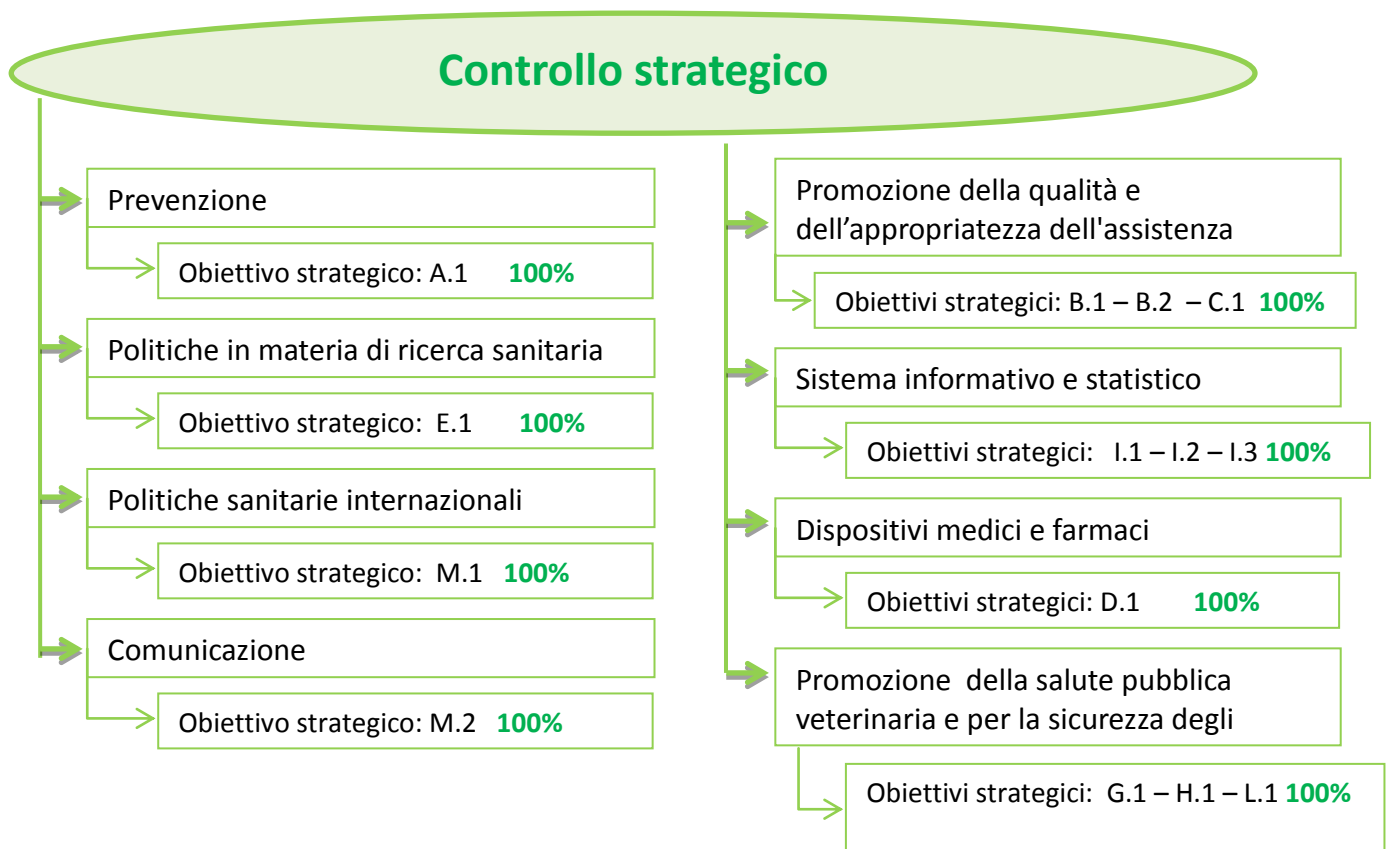 Controllo strategico
Prevenzione
Obiettivo strategico: A.1 100%
Politiche in materia di ricerca sanitaria
Obiettivo strategico: E.1 100%
Politiche sanitarie internazionali
Obiettivo strategico: M.1 100%
Comunicazione
Obiettivo strategico: M.2 100%
Promozione della qualità e
dell’appropriatezza dell'assistenza
Obiettivi strategici: B.1 – B.2 – C.1 100%
Sistema informativo e statistico
Obiettivi strategici: I.1 – I.2 – I.3 100%
Dispositivi medici e farmaci
Obiettivi strategici: D.1 100%
Promozione della salute pubblica
veterinaria e per la sicurezza degli
Obiettivi strategici: G.1 – H.1 – L.1 100%